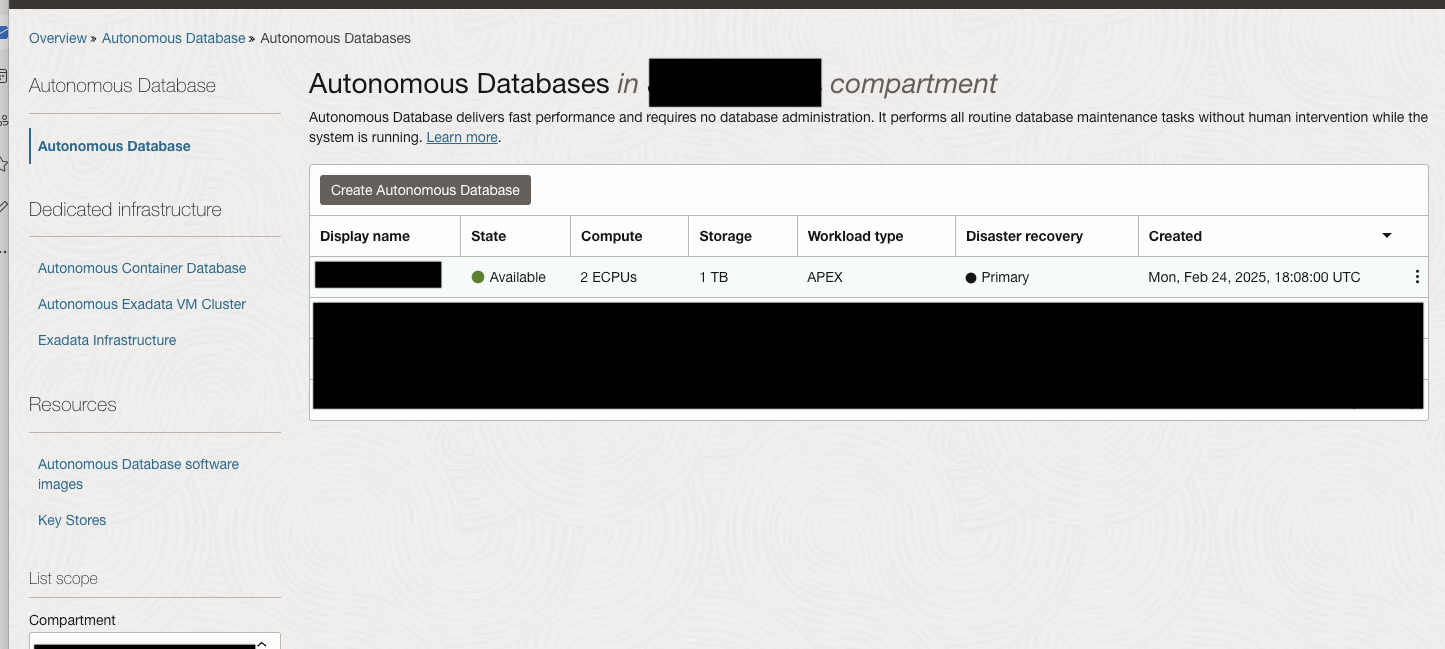 Overview » Autonomous Database » Autonomous Databases
Autonomous Database
Autonomous Database
Dedicated infrastructure
Autonomous Container Database
Autonomous Exadata VM Cluster
Exadata Infrastructure
Resources
Autonomous Database software
images
Key Stores
List scope
Compartment
Autonomous Databases in compartment
Autonomous Database delivers fast performance and requires no database administration. It performs all routine database maintenance tasks without human intervention while the
system is running. Learn more.
Create Autonomous Database
Display name State Compute Storage Workload type Disaster recovery Created
Available 2 ECPUs 1 TB APEX Primary Mon, Feb 24, 2025, 18:08:00 UTC